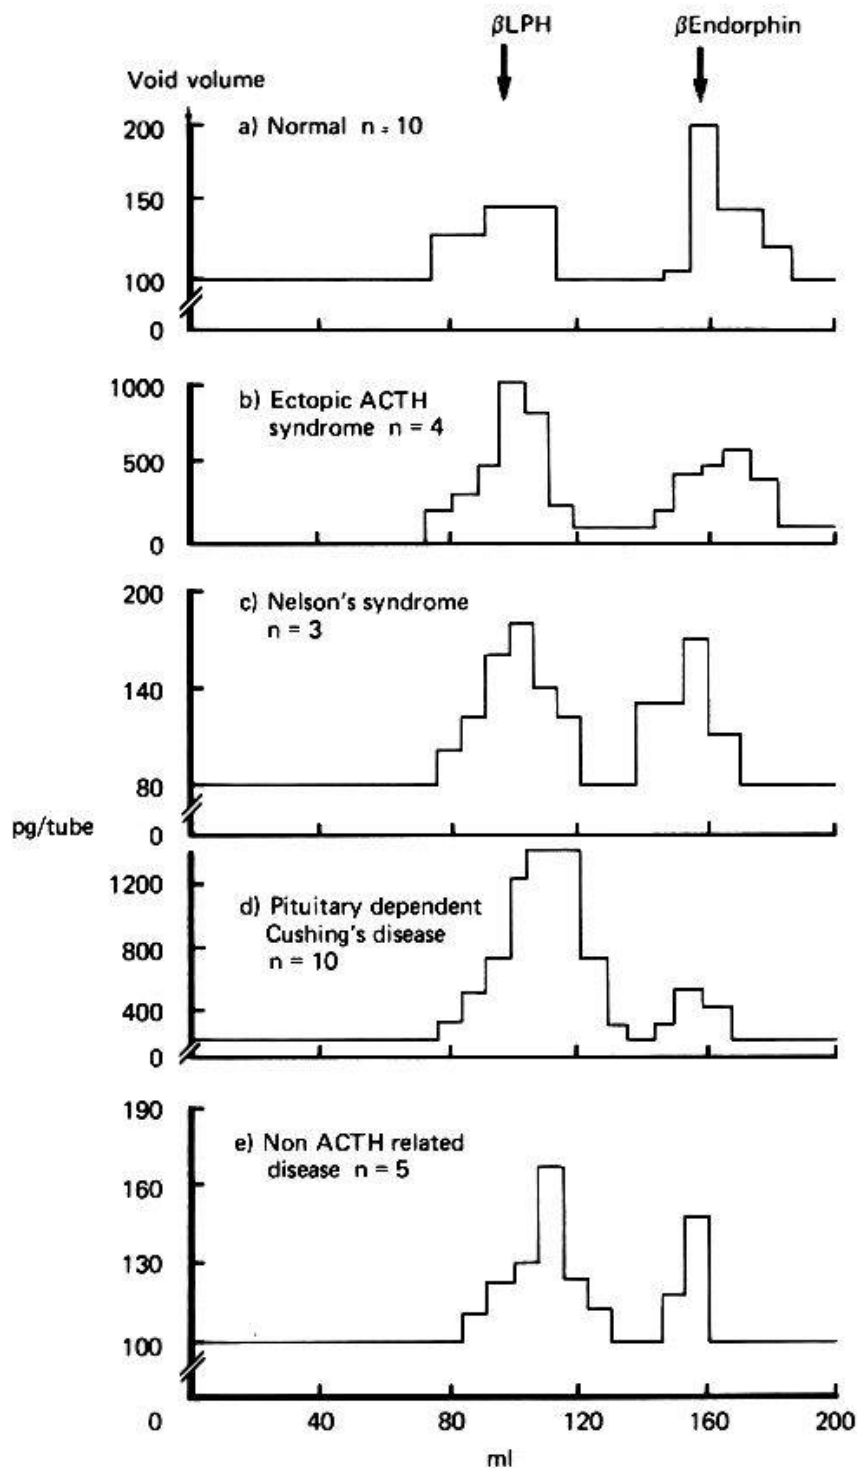 βLPH
βEndorphin
Void volume
a) Normal n = 10
200
150
100
0
b) Ectopic ACTH
syndrome n = 4
1000
500
0
c) Nelson's syndrome
n = 3
200
140
80
0
pg/tube
d) Pituitary dependent
Cushing's disease
n = 10
1200
800
400
0
e) Non ACTH related
disease n = 5
190
160
130
100
0 40 80 120 160 200
ml